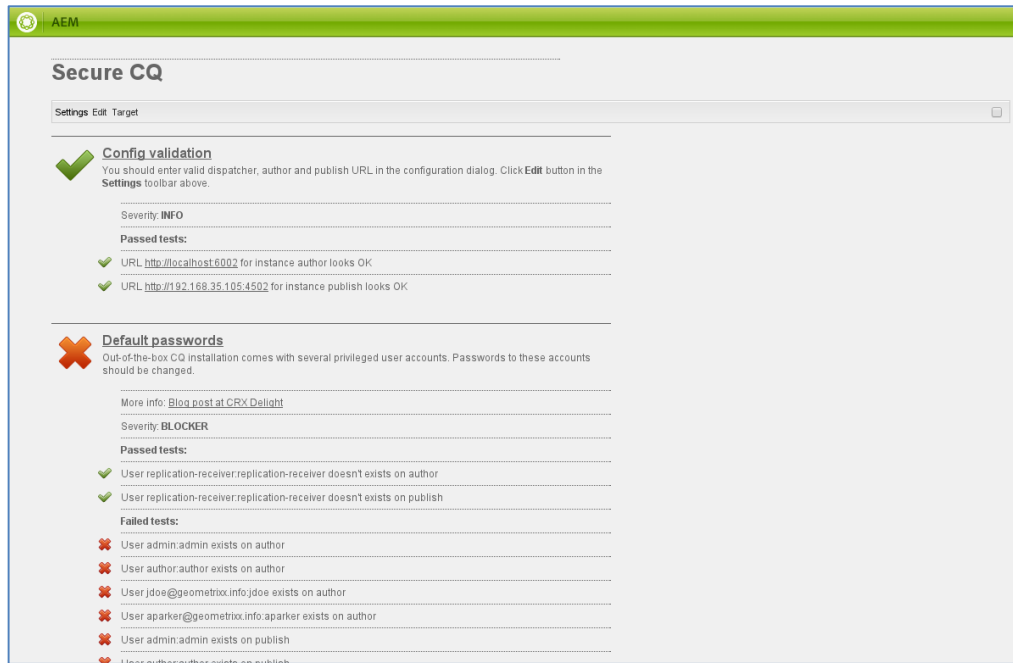 AEM
Secure CQ
Settings Edit Target
Config validation
You should enter valid dispatcher, author and publish URL in the configuration dialog. Click Edit button in the
Settings toolbar above.
Severity: INFO
Passed tests:
URL http://localhost:6002 for instance author looks OK
URL http://192.168.35.105:4502 for instance publish looks OK
Default passwords
Out-of-the-box CQ installation comes with several privileged user accounts. Passwords to these accounts
should be changed.
More info: Blog post at CRX Delight
Severity: BLOCKER
Passed tests:
User replication-receiver:replication-receiver doesn't exists on author
User replication-receiver:replication-receiver doesn't exists on publish
Failed tests:
User admin:admin exists on author
User author:author exists on author
User jdoe@geometrixx.info:jdoe exists on author
User aparker@geometrixx.info:aparker exists on author
User admin:admin exists on publish
User author:author exists on publish